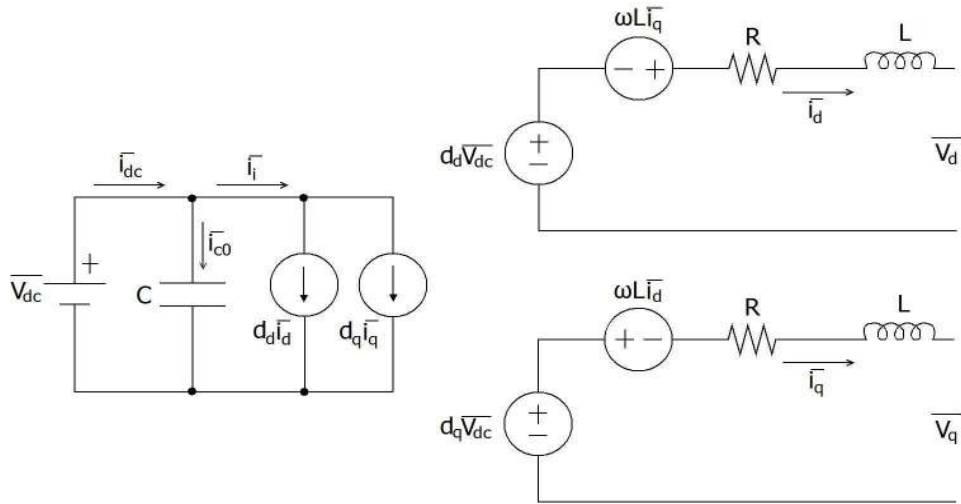 ωLi̅q
R
L
i̅d
dd V̅dc
V̅d
i̅dc
i̅i
i̅c0
V̅dc
+
C
dd i̅d
dq i̅q
ωLi̅d
R
L
i̅q
dq V̅dc
V̅q